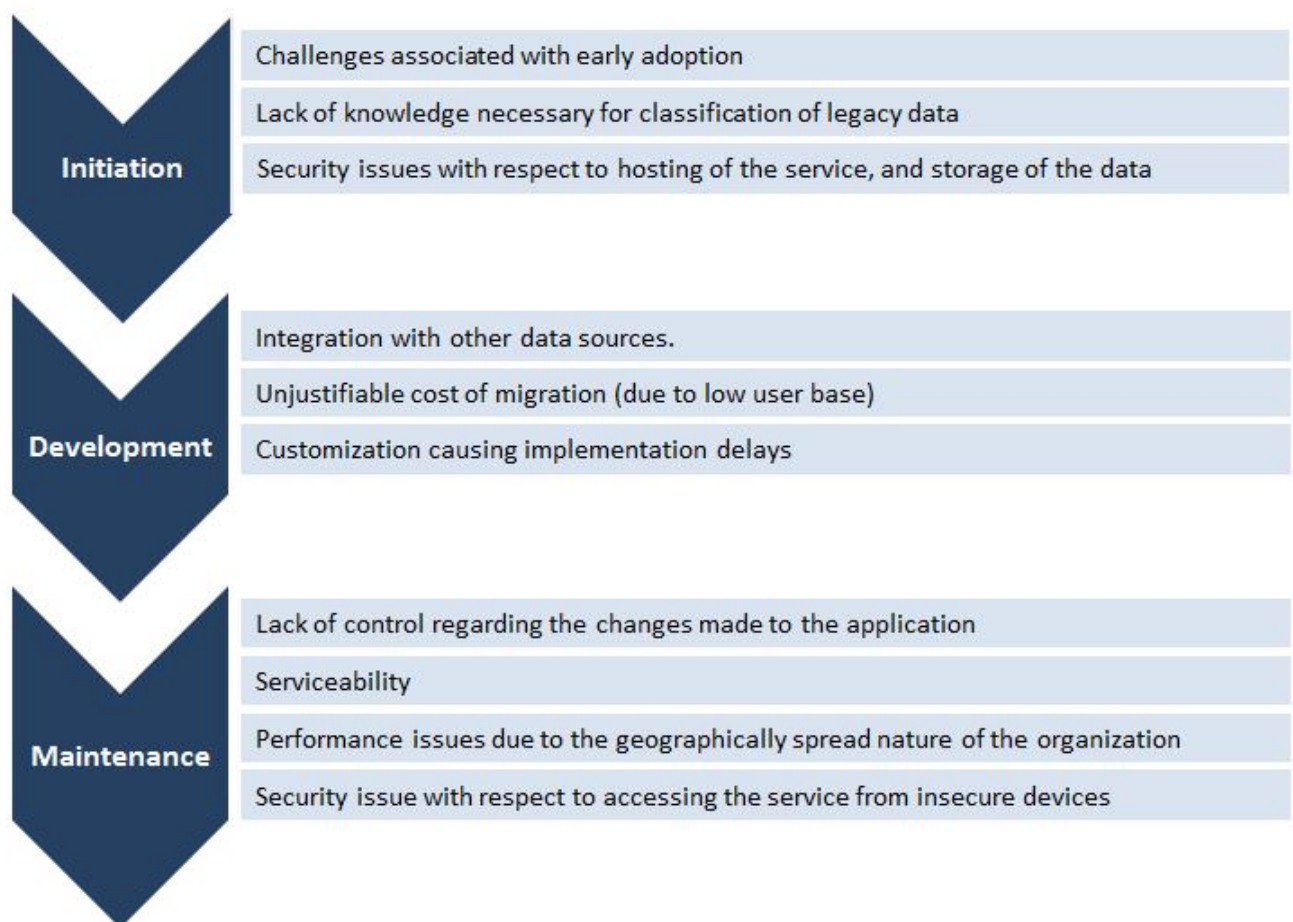 Challenges associated with early adoption
Lack of knowledge necessary for classification of legacy data
Initiation
Security issues with respect to hosting of the service, and storage of the data
Integration with other data sources.
Unjustifiable cost of migration (due to low user base)
Development
Customization causing implementation delays
Lack of control regarding the changes made to the application
Serviceability
Maintenance
Performance issues due to the geographically spread nature of the organization
Security issue with respect to accessing the service from insecure devices